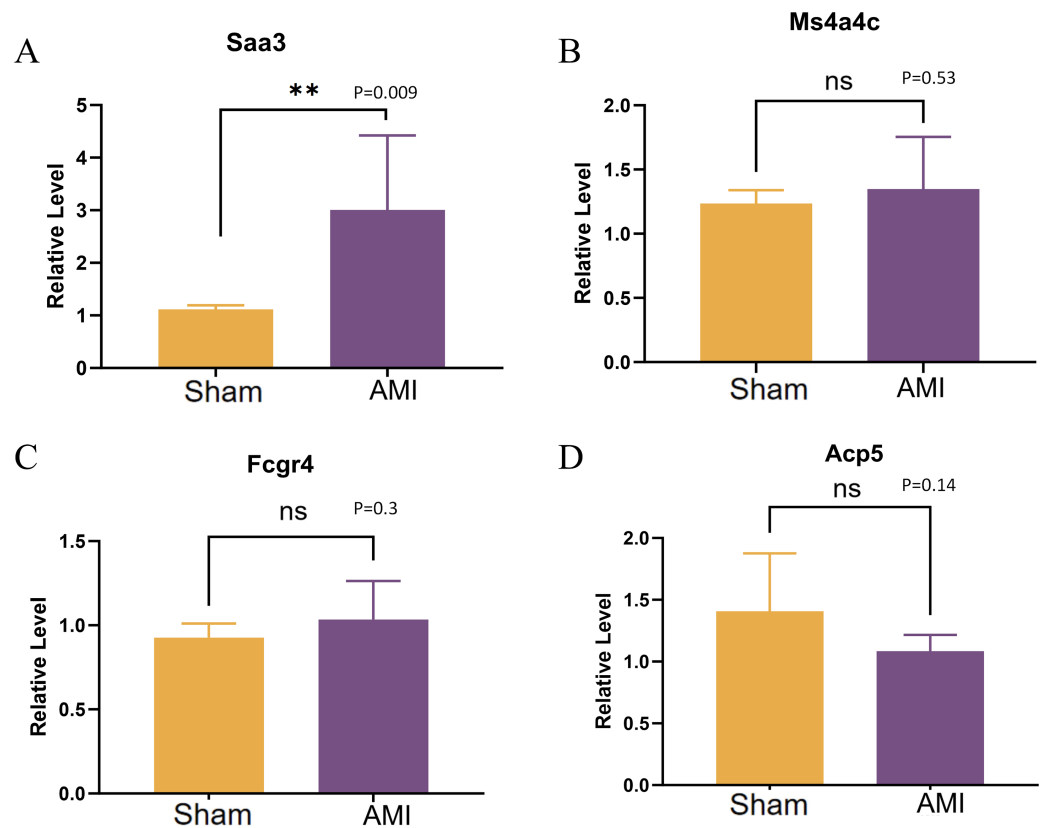 A
Saa3
** P=0.009
5
4
3
2
1
0
Relative Level
Sham AMI
B
Ms4a4c
ns P=0.53
2.0
1.5
1.0
0.5
0.0
Relative Level
Sham AMI
C
Fcgr4
ns P=0.3
1.5
1.0
0.5
0.0
Relative Level
Sham AMI
D
Acp5
ns P=0.14
2.0
1.5
1.0
0.5
0.0
Relative Level
Sham AMI